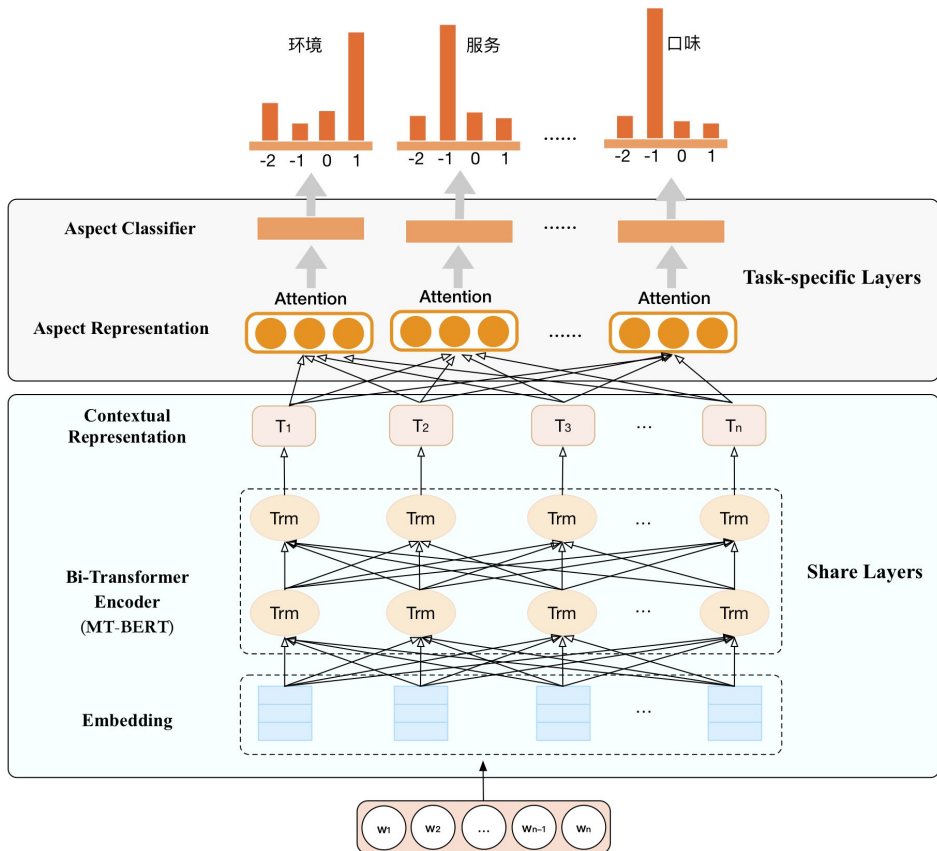 环境 服务 口味
-2 -1 0 1 -2 -1 0 1 ...... -2 -1 0 1
Aspect Classifier ......
Task-specific Layers
Attention Attention Attention
Aspect Representation ......
Contextual
Representation
T1 T2 T3 ... Tn
Trm Trm Trm ... Trm
Bi-Transformer
Encoder
(MT-BERT)
Share Layers
Trm Trm Trm ... Trm
Embedding ...
w1 w2 ... wn-1 wn